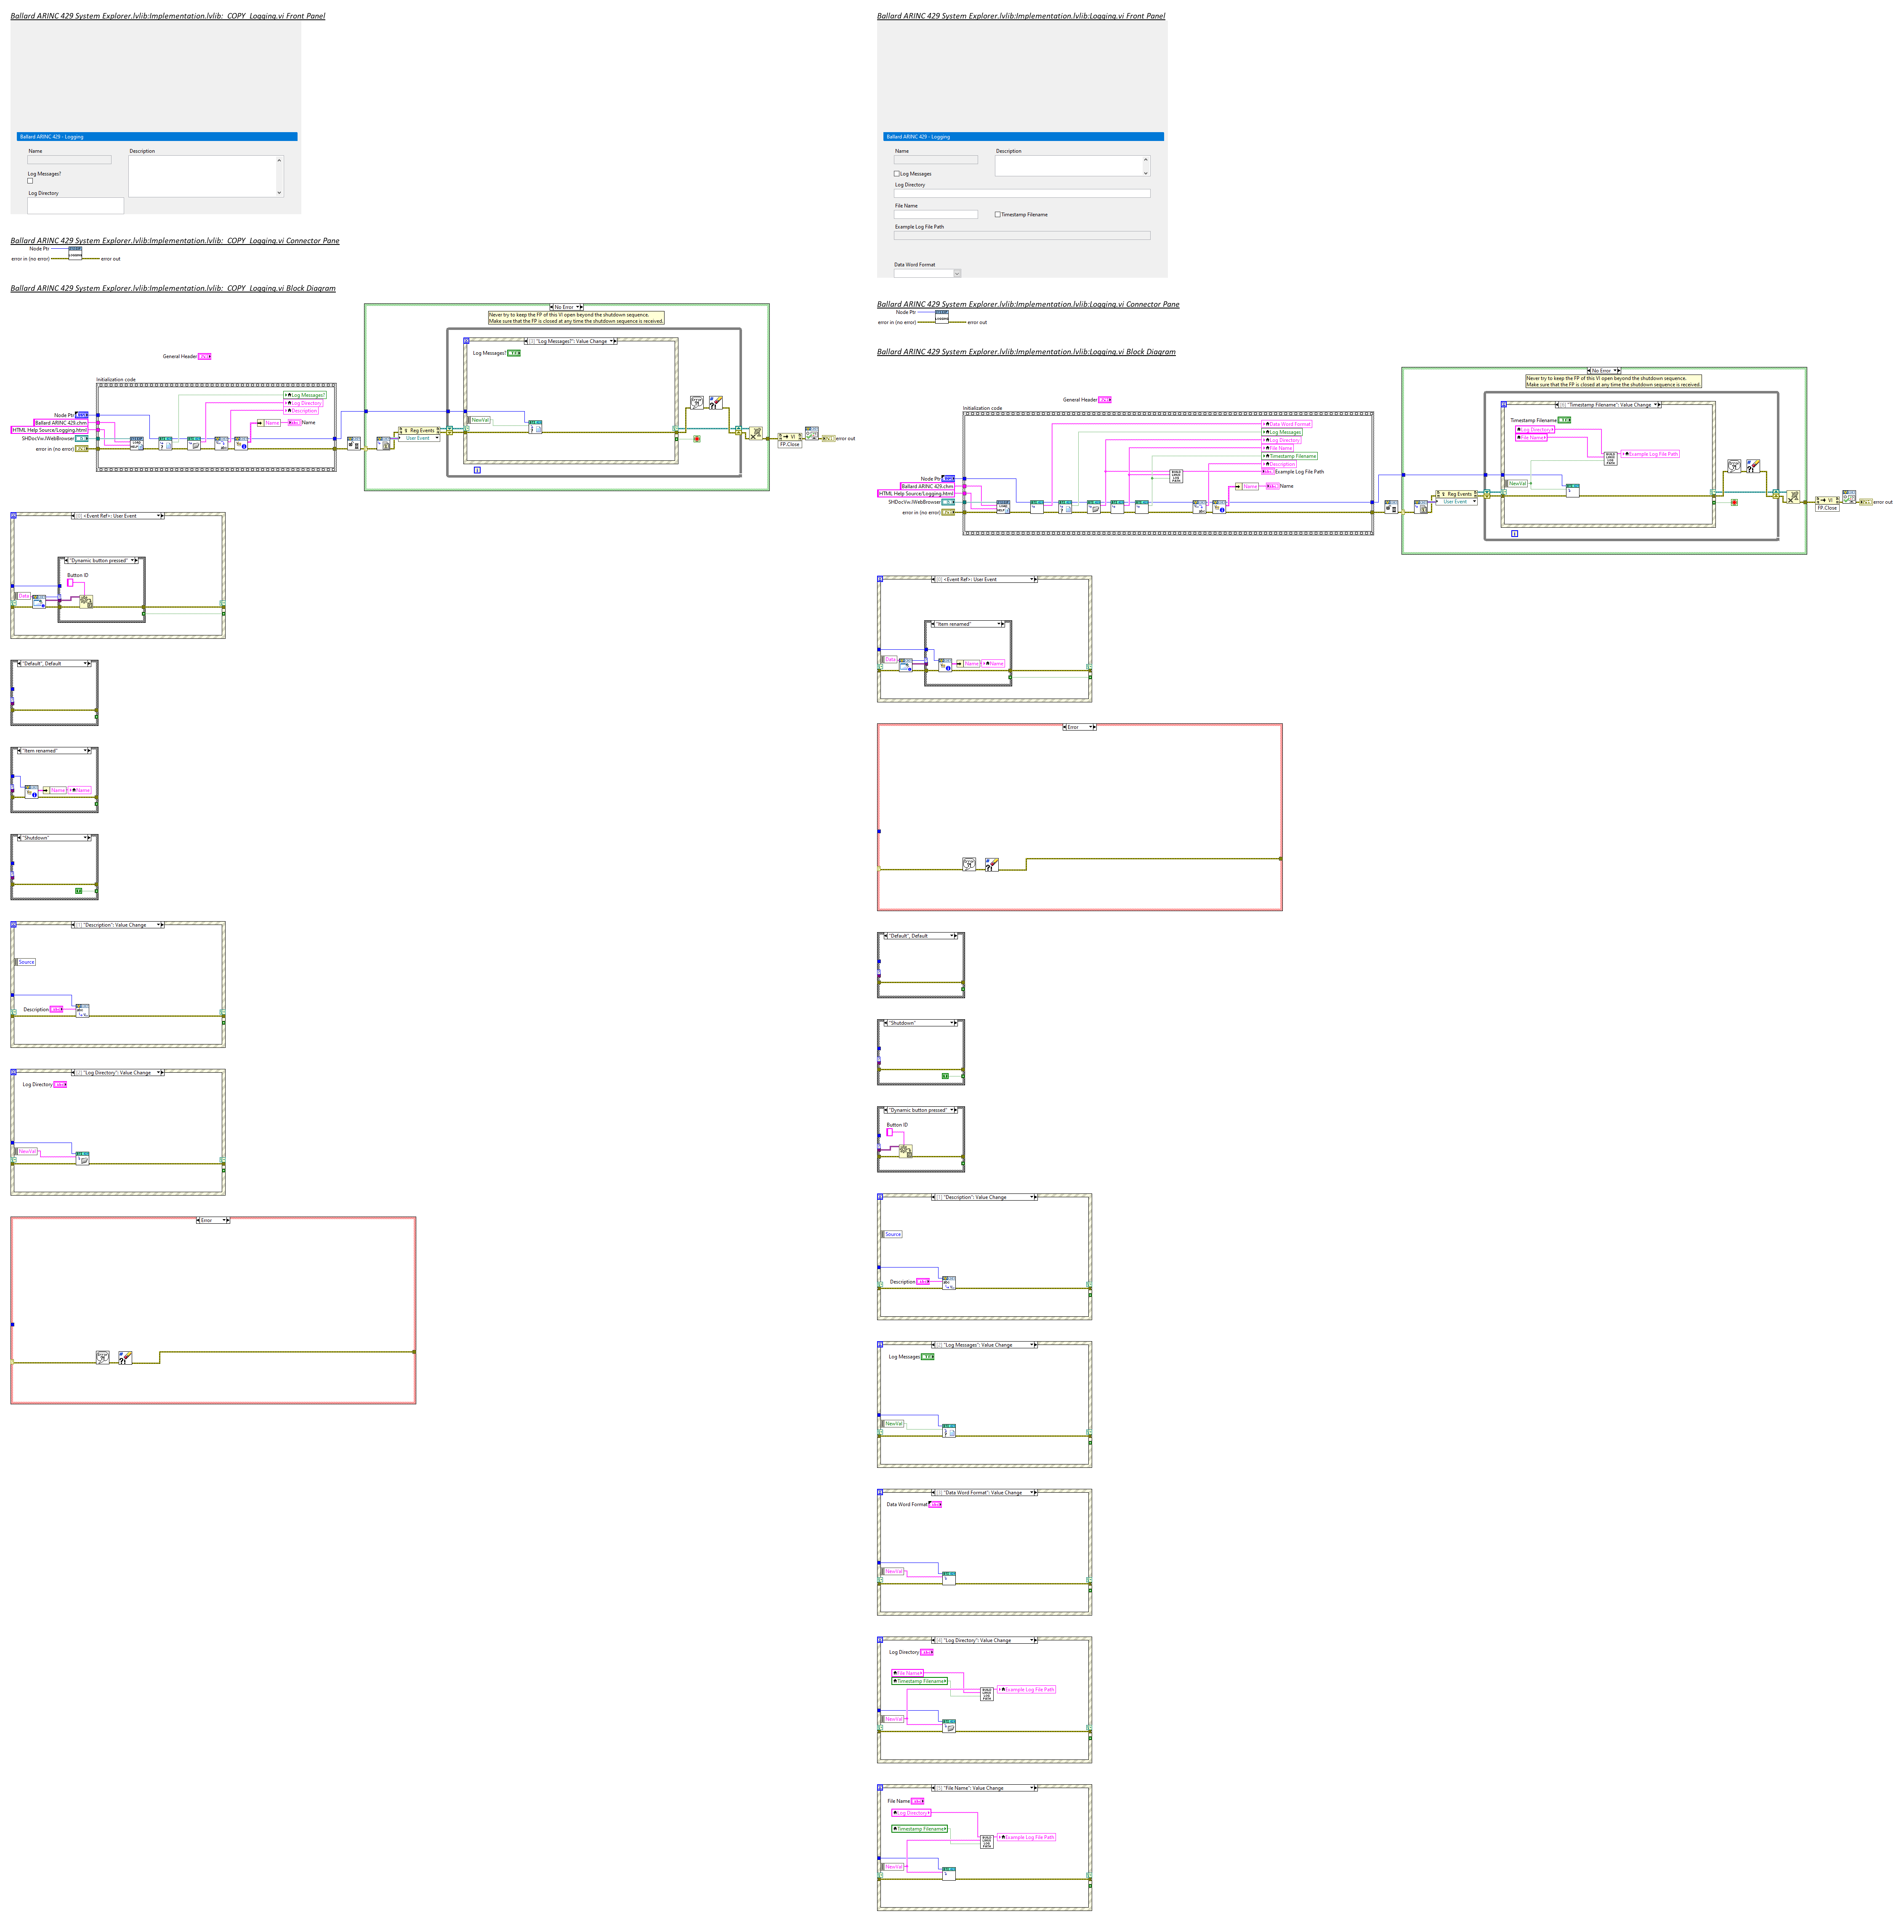 Ballard ARINC 429 System Explorer.lvlib:Implementation.lvlib:_COPY_Logging.vi Front Panel
Ballard ARINC 429 - Logging
Name
Description
Log Messages?
Log Directory
Ballard ARINC 429 System Explorer.lvlib:Implementation.lvlib:_COPY_Logging.vi Connector Pane
Node Ptr
error in (no error)
error out
Ballard ARINC 429 System Explorer.lvlib:Implementation.lvlib:_COPY_Logging.vi Block Diagram
No Error
Never try to keep the FP of this VI open beyond the shutdown sequence.
Make sure that the FP is closed at any time the shutdown sequence is received.
[3] "Log Messages?": Value Change
Log Messages?
General Header
Initialization code
Log Messages?
Log Directory
Description
Node Ptr
Ballard ARINC 429.chm
HTML Help Source/Logging.html
SHDocVw.IWebBrowser
error in (no error)
Name
Name
Reg Events
User Event
NewVal
VI
FP.Close
error out
[0] <Event Ref>: User Event
"Dynamic button pressed"
Button ID
Data
"Default", Default
"Item renamed"
Name
Name
"Shutdown"
[1] "Description": Value Change
Source
Description
[2] "Log Directory": Value Change
Log Directory
NewVal
Error
Ballard ARINC 429 System Explorer.lvlib:Implementation.lvlib:Logging.vi Front Panel
Ballard ARINC 429 - Logging
Name
Description
Log Messages
Log Directory
File Name
Timestamp Filename
Example Log File Path
Data Word Format
Ballard ARINC 429 System Explorer.lvlib:Implementation.lvlib:Logging.vi Connector Pane
Node Ptr
error in (no error)
error out
Ballard ARINC 429 System Explorer.lvlib:Implementation.lvlib:Logging.vi Block Diagram
No Error
Never try to keep the FP of this VI open beyond the shutdown sequence.
Make sure that the FP is closed at any time the shutdown sequence is received.
[6] "Timestamp Filename": Value Change
Timestamp Filename
Log Directory
File Name
Example Log File Path
General Header
Initialization code
Data Word Format
Log Messages
Log Directory
File Name
Timestamp Filename
Description
Example Log File Path
Node Ptr
Ballard ARINC 429.chm
HTML Help Source/Logging.html
SHDocVw.IWebBrowser
error in (no error)
Name
Name
Reg Events
User Event
NewVal
VI
FP.Close
error out
[0] <Event Ref>: User Event
"Item renamed"
Data
Name
Name
Error
"Default", Default
"Shutdown"
"Dynamic button pressed"
Button ID
[1] "Description": Value Change
Source
Description
[2] "Log Messages": Value Change
Log Messages
NewVal
[3] "Data Word Format": Value Change
Data Word Format
NewVal
[4] "Log Directory": Value Change
Log Directory
File Name
Timestamp Filename
Example Log File Path
NewVal
[5] "File Name": Value Change
File Name
Log Directory
Timestamp Filename
Example Log File Path
NewVal